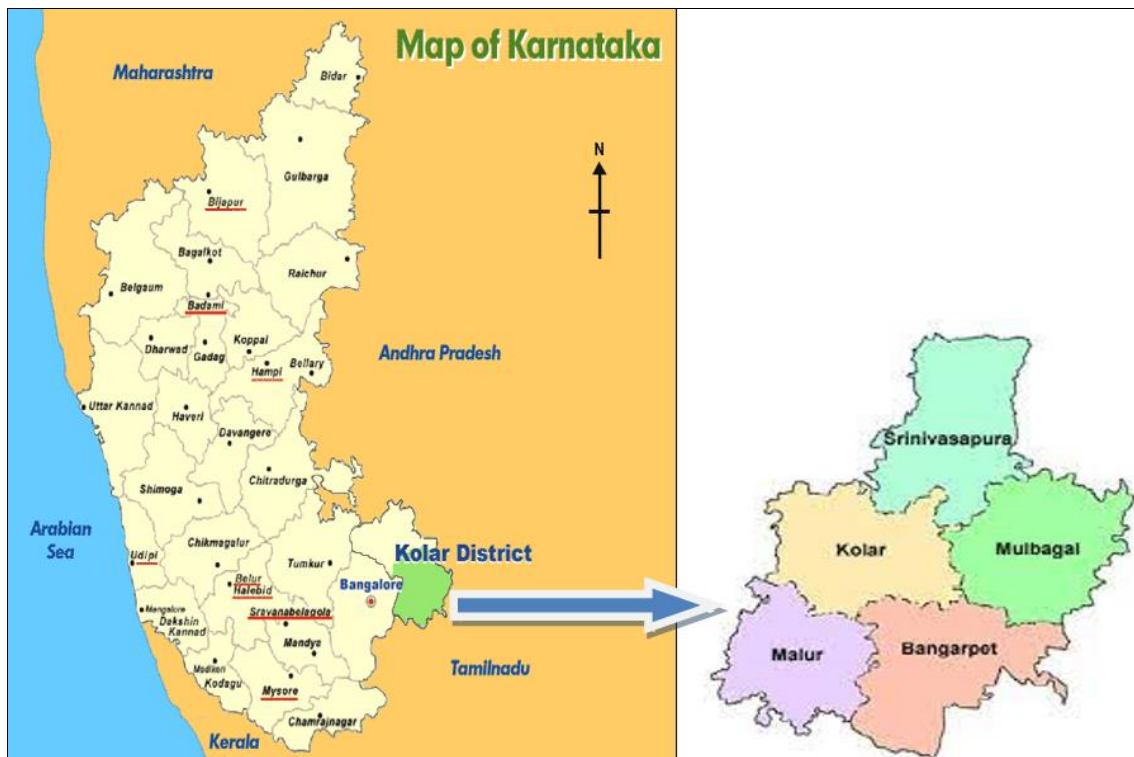 Map of Karnataka
Maharashtra
Bidar
N
Gulbarga
Bijapur
Bagalkot
Raichur
Belgaum
Badami
Dharwad
Gadag
Koppal
Hampi
Bellary
Andhra Pradesh
Uttar Kannad
Haveri
Davangere
Chitradurga
Shimoga
Arabian
Sea
Udipi
Chikmagalur
Tumkur
Kolar District
Bangalore
Belur
Halebid
Sravanabelagola
Mangalore
Dakshin
Kannad
Mandya
Madikeri
Kodagu
Mysore
Tamilnadu
Chamrajnagar
Kerala
Srinivasapura
Kolar
Mulbagal
Malur
Bangarpet